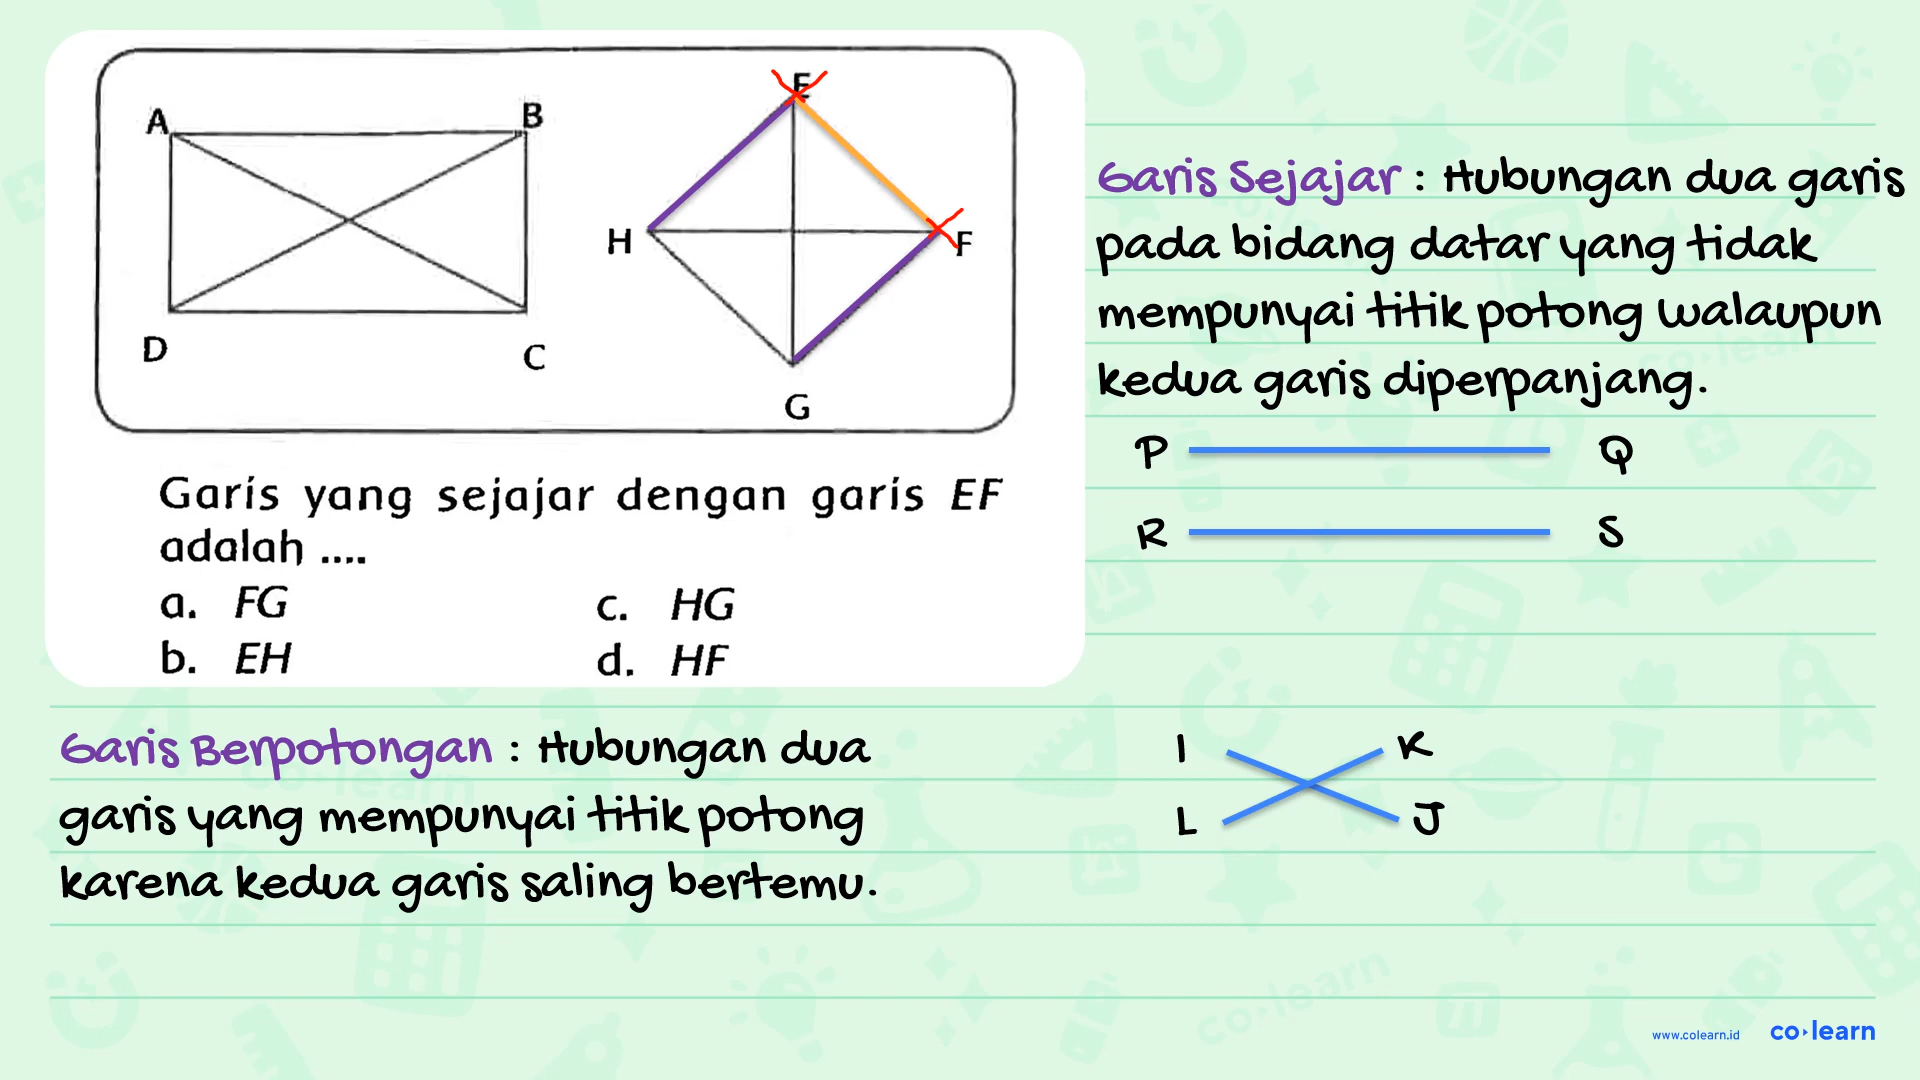 A
B
D
C
E
H
F
G
Garis yang sejajar dengan garis EF
adalah ....
a. FG
c. HG
b. EH
d. HF
Garis Sejajar : Hubungan dua garis
pada bidang datar yang tidak
mempunyai titik potong walaupun
kedua garis diperpanjang.
P
Q
R
S
Garis Berpotongan : Hubungan dua
garis yang mempunyai titik potong
karena kedua garis saling bertemu.
I
K
L
J
www.colearn.id
co·learn